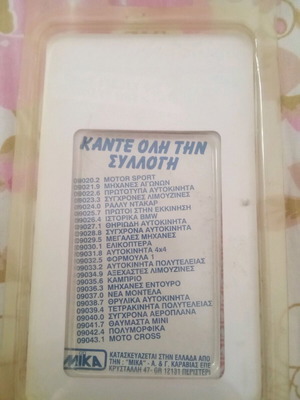 ΚΑΝΤΕ ΟΛΗ ΤΗΝ
ΣΥΛΛΟΓΗ
09020.2 MOTOR SPORT
09021.9 ΜΗΧΑΝΕΣ ΑΓΩΝΩΝ
09022.6 ΠΡΩΤΟΤΥΠΑ ΑΥΤΟΚΙΝΗΤΑ
09023.3 ΣΥΓΧΡΟΝΕΣ ΛΙΜΟΥΖΙΝΕΣ
09024.0 ΡΑΛΛΥ ΝΤΑΚΑΡ
09025.7 ΠΡΩΤΟΙ ΣΤΗΝ ΕΚΚΙΝΗΣΗ
09026.4 ΙΣΤΟΡΙΚΑ BMW
09027.1 ΘΗΡΙΩΔΗ ΑΥΤΟΚΙΝΗΤΑ
09028.8 ΣΥΓΧΡΟΝΑ ΑΥΤΟΚΙΝΗΤΑ
09029.5 ΜΕΓΑΛΕΣ ΜΗΧΑΝΕΣ
09030.1 ΕΛΙΚΟΠΤΕΡΑ
09031.8 ΑΥΤΟΚΙΝΗΤΑ 4x4
09032.5 ΦΟΡΜΟΥΛΑ 1
09033.2 ΑΥΤΟΚΙΝΗΤΑ ΠΟΛΥΤΕΛΕΙΑΣ
09034.9 ΑΞΕΧΑΣΤΕΣ ΛΙΜΟΥΖΙΝΕΣ
09035.6 ΚΑΜΠΡΙΟ
09036.3 ΜΗΧΑΝΕΣ ΕΝΤΟΥΡΟ
09037.0 ΝΕΑ ΜΟΝΤΕΛΑ
09038.7 ΘΡΥΛΙΚΑ ΑΥΤΟΚΙΝΗΤΑ
09039.4 ΤΕΤΡΑΚΙΝΗΤΑ ΠΟΛΥΤΕΛΕΙΑΣ
09040.0 ΣΥΓΧΡΟΝΑ ΑΕΡΟΠΛΑΝΑ
09041.7 ΘΑΥΜΑΣΤΑ MINI
09042.4 ΠΟΛΥΜΟΡΦΙΚΑ
09043.1 MOTO CROSS
ΜΙΚΑ
ΚΑΤΑΣΚΕΥΑΖΕΤΑΙ ΣΤΗΝ ΕΛΛΑΔΑ ΑΠΟ
ΤΗΝ : "ΜΙΚΑ" - Α. & Γ. ΚΑΡΑΒΙΑΣ ΕΠΕ
ΚΡΥΣΤΑΛΛΗ 47- GR 12131 ΠΕΡΙΣΤΕΡΙ